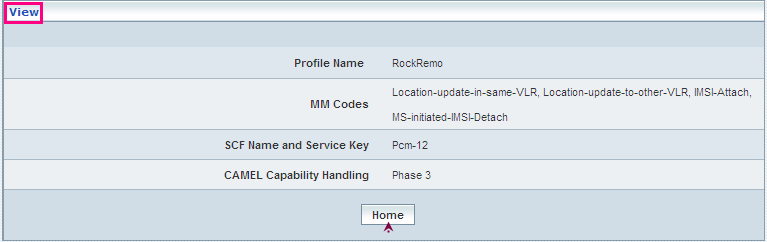 View
Profile Name RockRemo
MM Codes Location-update-in-same-VLR, Location-update-to-other-VLR, IMSI-Attach,
MS-initiated-IMSI-Detach
SCF Name and Service Key Pcm-12
CAMEL Capability Handling Phase 3
Home